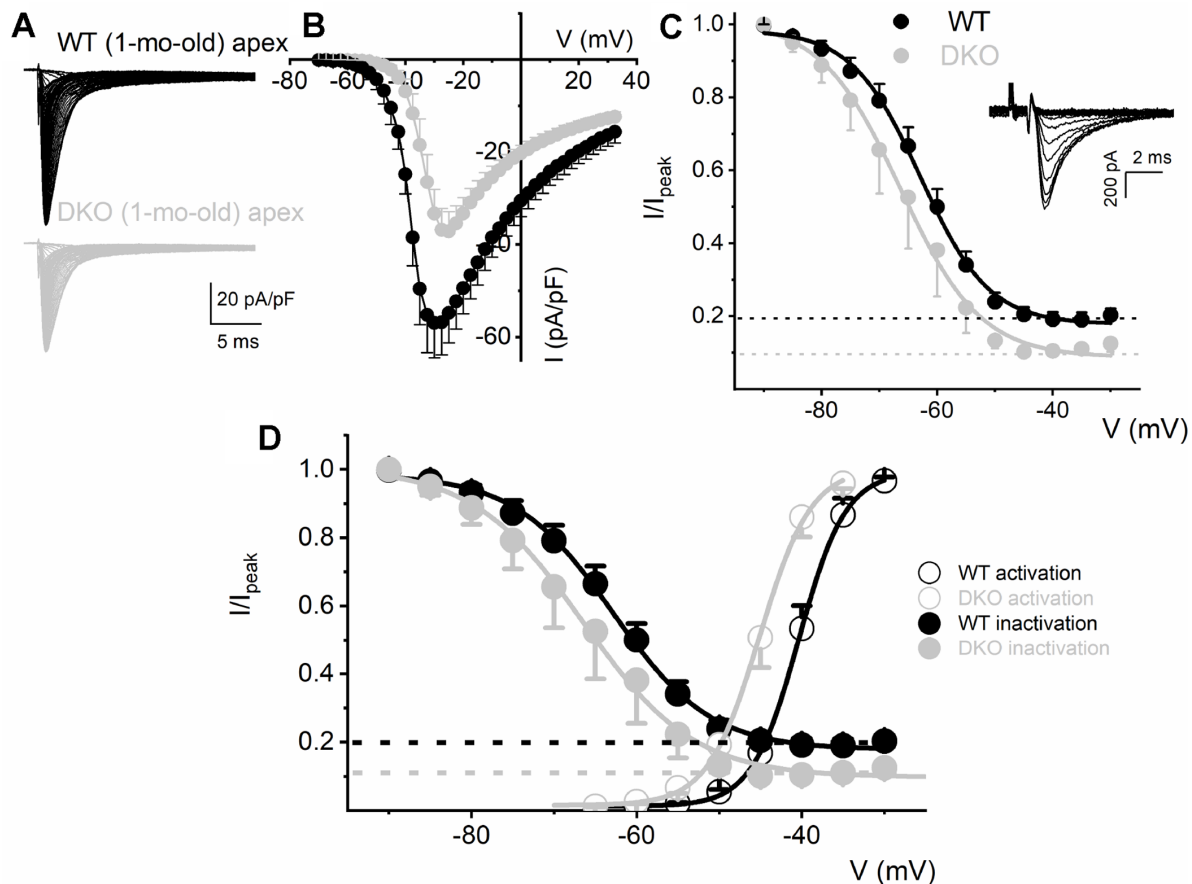 A
WT (1-mo-old) apex
DKO (1-mo-old) apex
20 pA/pF
5 ms
B
V (mV)
-80 -60 -40 -20 20 40
-20
-40
-60
I (pA/pF)
C
WT
DKO
1.0
0.8
0.6
0.4
0.2
I/Ipeak
200 pA
2 ms
-80 -60 -40
V (mV)
D
1.0
0.8
0.6
0.4
0.2
I/Ipeak
WT activation
DKO activation
WT inactivation
DKO inactivation
-80 -60 -40
V (mV)